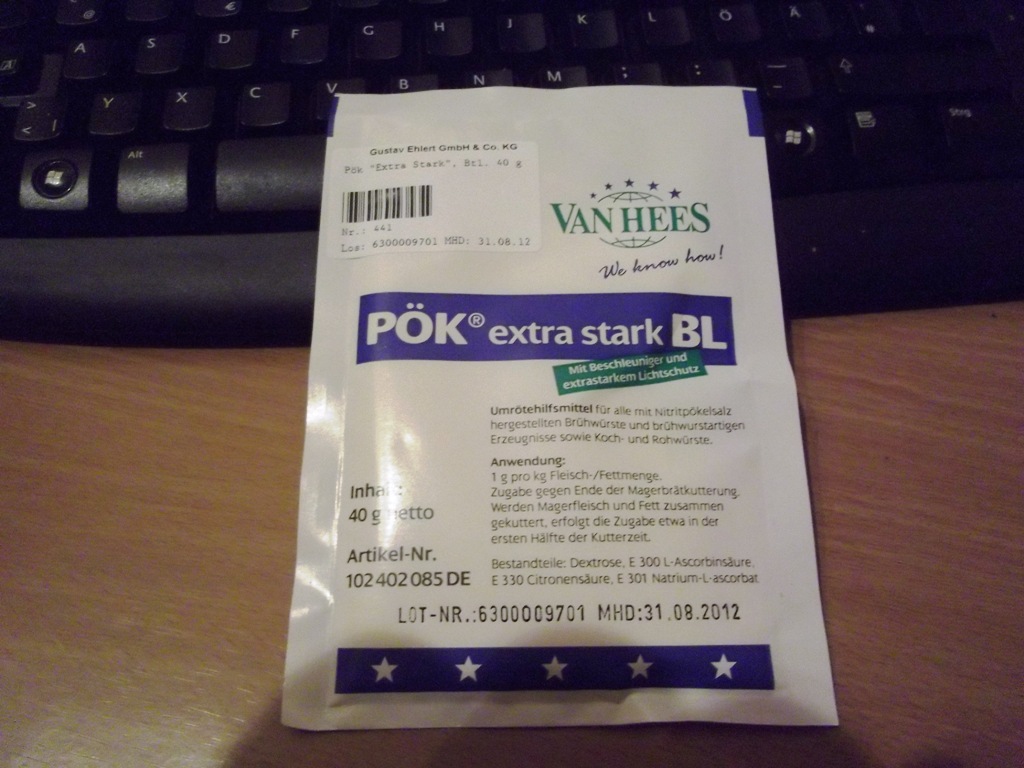 €
@
A S D F G H J K L Ö Ä #
> < | Y X C V B N M ; : _ -
Alt
Strg
Gustav Ehlert GmbH & Co. KG
Pök "Extra Stark", Btl. 40 g
Nr.: 441
Los: 6300009701 MHD: 31.08.12
VAN HEES
We know how!
PÖK® extra stark BL
Mit Beschleuniger und
extrastarkem Lichtschutz
Umrötehilfsmittel für alle mit Nitritpökelsalz
hergestellten Brühwürste und brühwurstartigen
Erzeugnisse sowie Koch- und Rohwürste.
Anwendung:
1 g pro kg Fleisch-/Fettmenge.
Zugabe gegen Ende der Magerbrätkutterung.
Werden Magerfleisch und Fett zusammen
gekuttert, erfolgt die Zugabe etwa in der
ersten Hälfte der Kutterzeit.
Inhalt:
40 g netto
Artikel-Nr.
102 402 085 DE
Bestandteile: Dextrose, E 300 L-Ascorbinsäure,
E 330 Citronensäure, E 301 Natrium-L-ascorbat
LOT-NR.:6300009701 MHD:31.08.2012